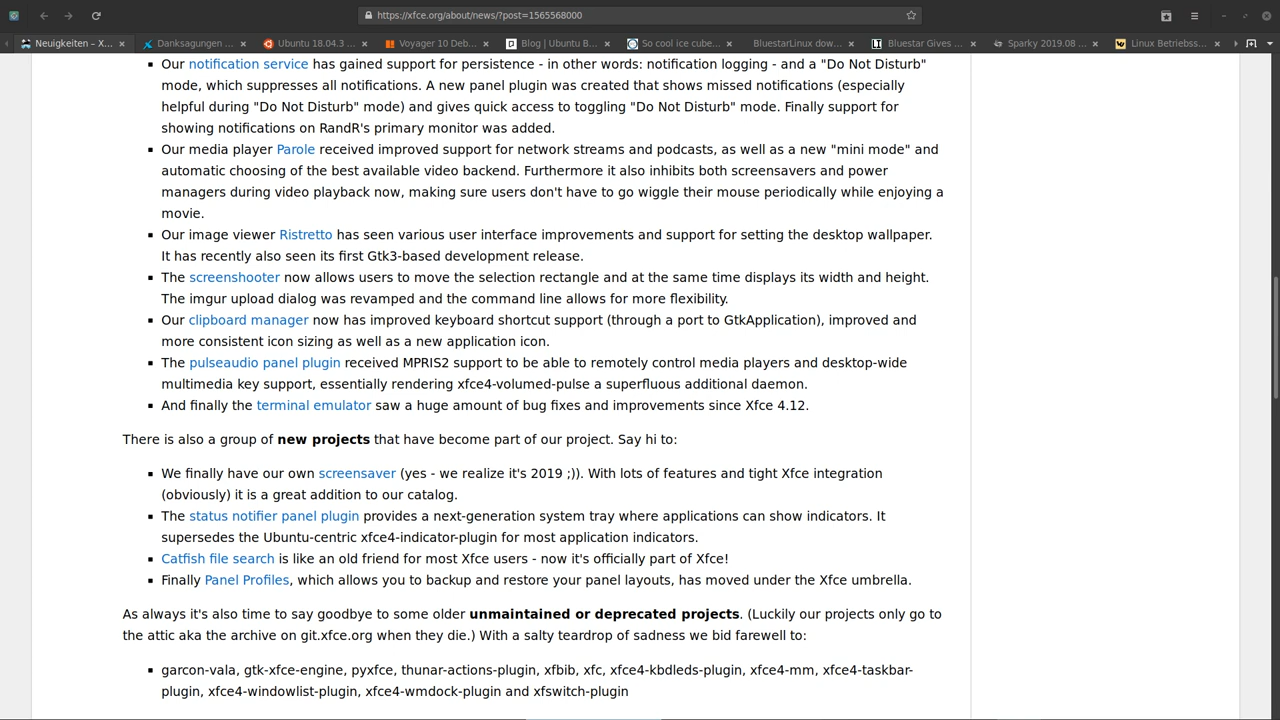 https://xfce.org/about/news/?post=1565568000
Neuigkeiten – X...
Danksagungen ...
Ubuntu 18.04.3 ...
Voyager 10 Deb...
Blog | Ubuntu B...
So cool ice cube...
BluestarLinux dow...
Bluestar Gives ...
Sparky 2019.08 ...
Linux Betriebss...
Our notification service has gained support for persistence - in other words: notification logging - and a "Do Not Disturb"
mode, which suppresses all notifications. A new panel plugin was created that shows missed notifications (especially
helpful during "Do Not Disturb" mode) and gives quick access to toggling "Do Not Disturb" mode. Finally support for
showing notifications on RandR's primary monitor was added.
Our media player Parole received improved support for network streams and podcasts, as well as a new "mini mode" and
automatic choosing of the best available video backend. Furthermore it also inhibits both screensavers and power
managers during video playback now, making sure users don't have to go wiggle their mouse periodically while enjoying a
movie.
Our image viewer Ristretto has seen various user interface improvements and support for setting the desktop wallpaper.
It has recently also seen its first Gtk3-based development release.
The screenshooter now allows users to move the selection rectangle and at the same time displays its width and height.
The imgur upload dialog was revamped and the command line allows for more flexibility.
Our clipboard manager now has improved keyboard shortcut support (through a port to GtkApplication), improved and
more consistent icon sizing as well as a new application icon.
The pulseaudio panel plugin received MPRIS2 support to be able to remotely control media players and desktop-wide
multimedia key support, essentially rendering xfce4-volumed-pulse a superfluous additional daemon.
And finally the terminal emulator saw a huge amount of bug fixes and improvements since Xfce 4.12.
There is also a group of new projects that have become part of our project. Say hi to:
We finally have our own screensaver (yes - we realize it's 2019 ;)). With lots of features and tight Xfce integration
(obviously) it is a great addition to our catalog.
The status notifier panel plugin provides a next-generation system tray where applications can show indicators. It
supersedes the Ubuntu-centric xfce4-indicator-plugin for most application indicators.
Catfish file search is like an old friend for most Xfce users - now it's officially part of Xfce!
Finally Panel Profiles, which allows you to backup and restore your panel layouts, has moved under the Xfce umbrella.
As always it's also time to say goodbye to some older unmaintained or deprecated projects. (Luckily our projects only go to
the attic aka the archive on git.xfce.org when they die.) With a salty teardrop of sadness we bid farewell to:
garcon-vala, gtk-xfce-engine, pyxfce, thunar-actions-plugin, xfbib, xfc, xfce4-kbdleds-plugin, xfce4-mm, xfce4-taskbar-
plugin, xfce4-windowlist-plugin, xfce4-wmdock-plugin and xfswitch-plugin